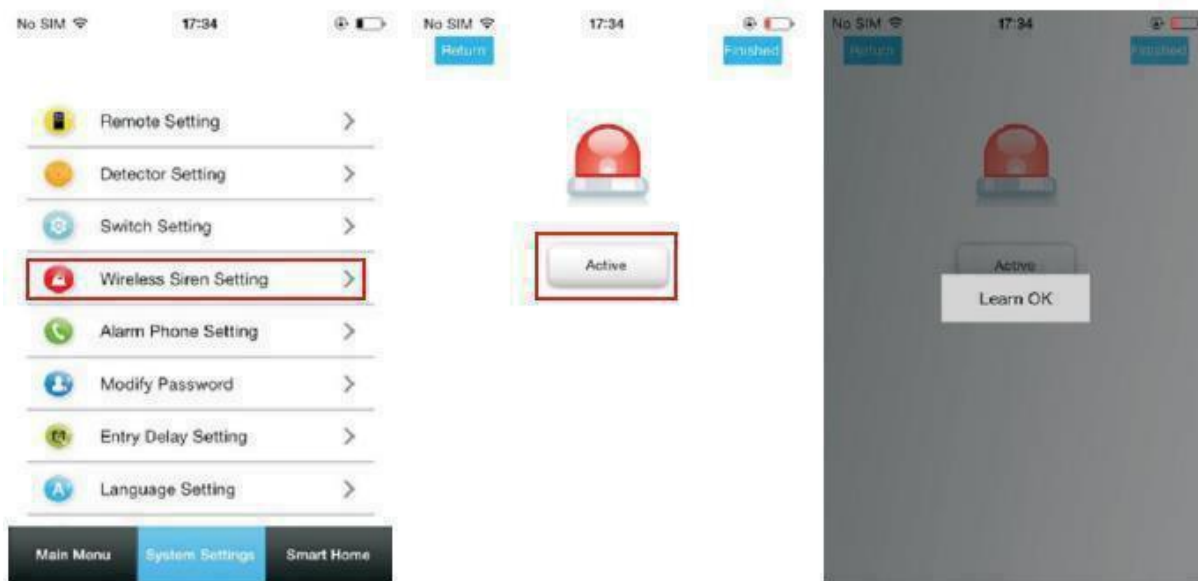 No SIM 17:34
Remote Setting
Detector Setting
Switch Setting
Wireless Siren Setting
Alarm Phone Setting
Modify Password
Entry Delay Setting
Language Setting
Main Menu System Settings Smart Home
No SIM 17:34
Return Finished
Active
No SIM 17:34
Return Finished
Active
Learn OK